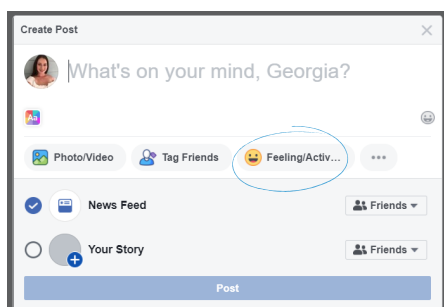 Create Post
What's on your mind, Georgia?
Aa
Photo/Video Tag Friends Feeling/Activ...
News Feed Friends
Your Story Friends
Post